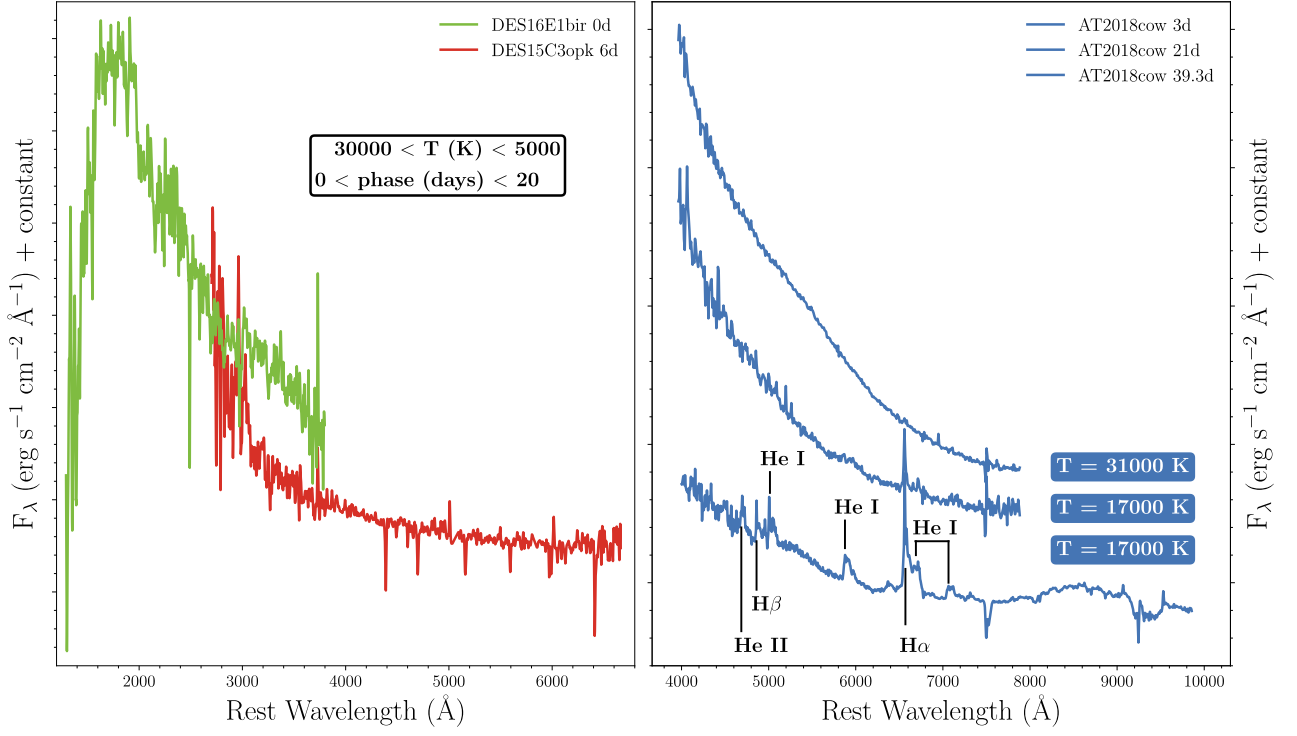 DES16E1bir 0d
DES15C3opk 6d
30000 < T (K) < 5000
0 < phase (days) < 20
F_λ (erg s⁻¹ cm⁻² Å⁻¹) + constant
2000 3000 4000 5000 6000
Rest Wavelength (Å)
AT2018cow 3d
AT2018cow 21d
AT2018cow 39.3d
T = 31000 K
T = 17000 K
T = 17000 K
He I
He I
He I
Hβ
He II
Hα
4000 5000 6000 7000 8000 9000 10000
Rest Wavelength (Å)
F_λ (erg s⁻¹ cm⁻² Å⁻¹) + constant